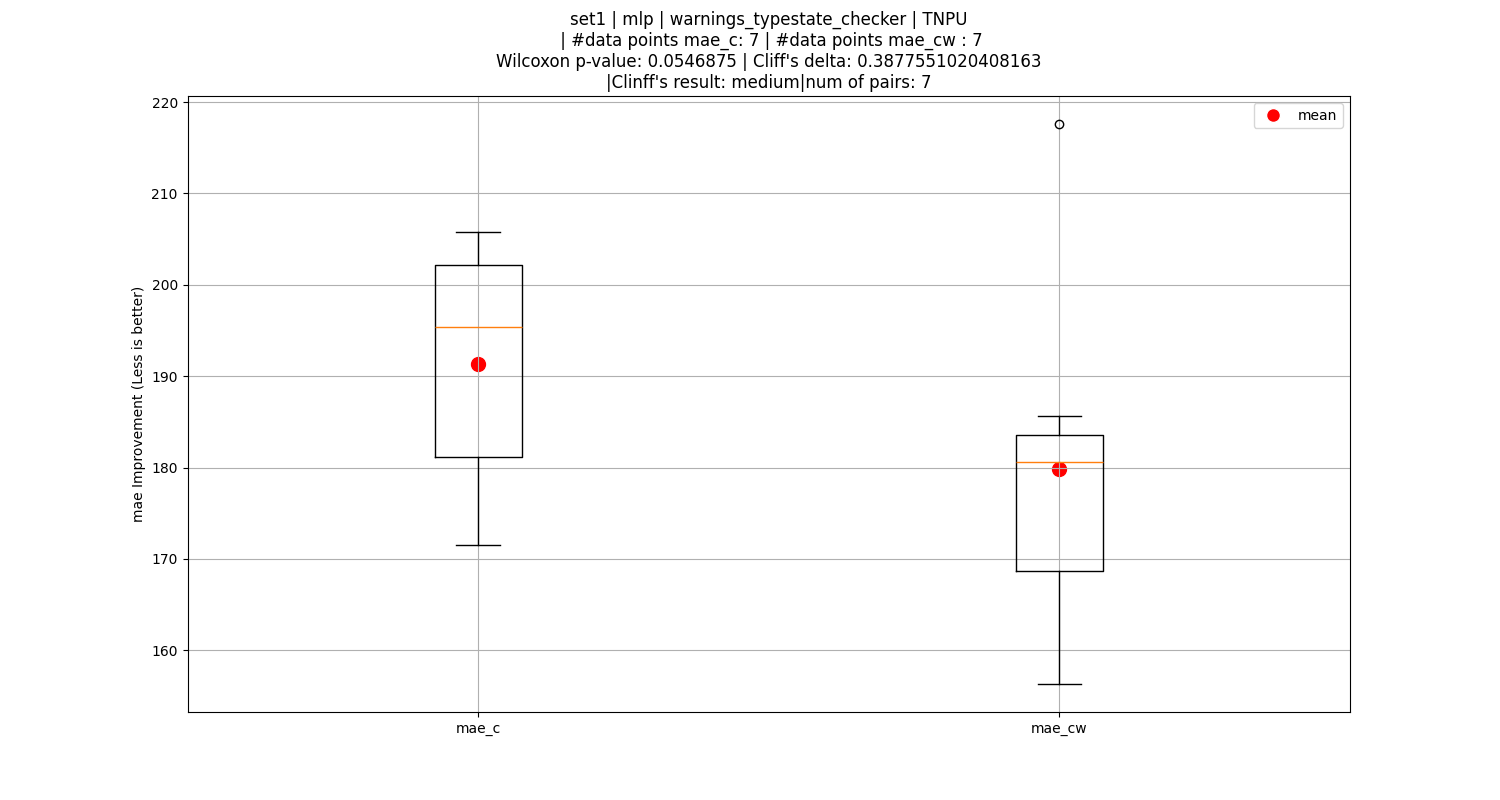 set1 | mlp | warnings_typestate_checker | TNPU
| #data points mae_c: 7 | #data points mae_cw : 7
Wilcoxon p-value: 0.0546875 | Cliff's delta: 0.3877551020408163
|Clinff's result: medium|num of pairs: 7
mean
mae Improvement (Less is better)
220
210
200
190
180
170
160
mae_c
mae_cw